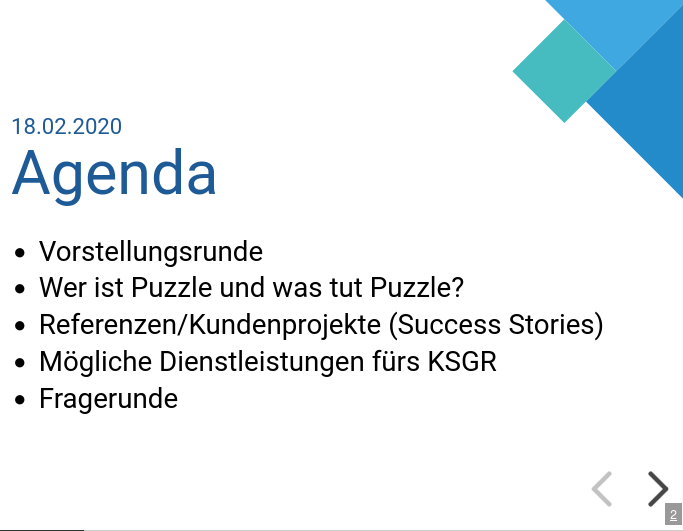 18.02.2020
Agenda
• Vorstellungsrunde
• Wer ist Puzzle und was tut Puzzle?
• Referenzen/Kundenprojekte (Success Stories)
• Mögliche Dienstleistungen fürs KSGR
• Fragerunde
2